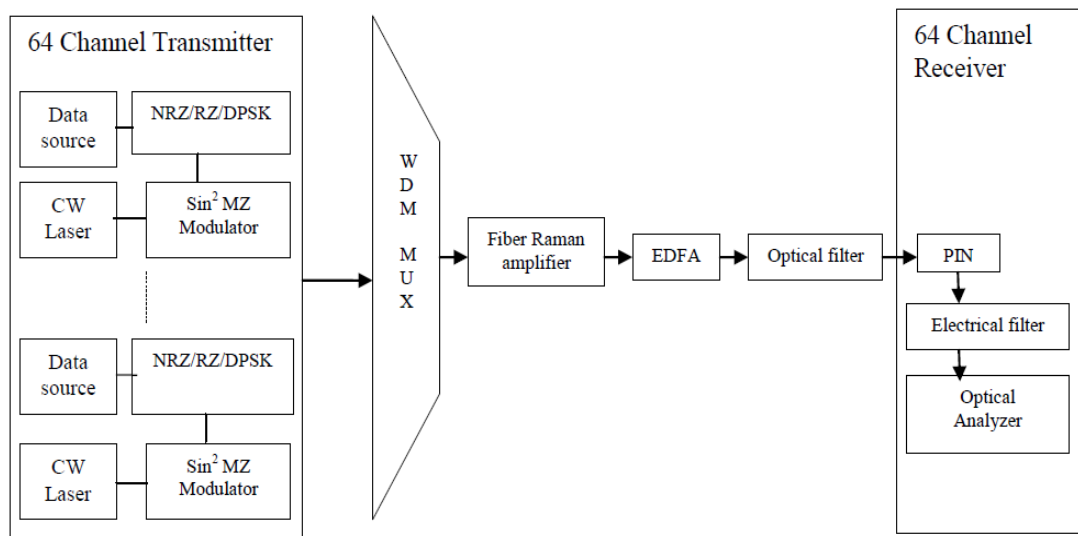 64 Channel Transmitter
Data
source
NRZ/RZ/DPSK
CW
Laser
Sin² MZ
Modulator
Data
source
NRZ/RZ/DPSK
CW
Laser
Sin² MZ
Modulator
W
D
M
M
U
X
Fiber Raman
amplifier
EDFA
Optical filter
64 Channel
Receiver
PIN
Electrical filter
Optical
Analyzer